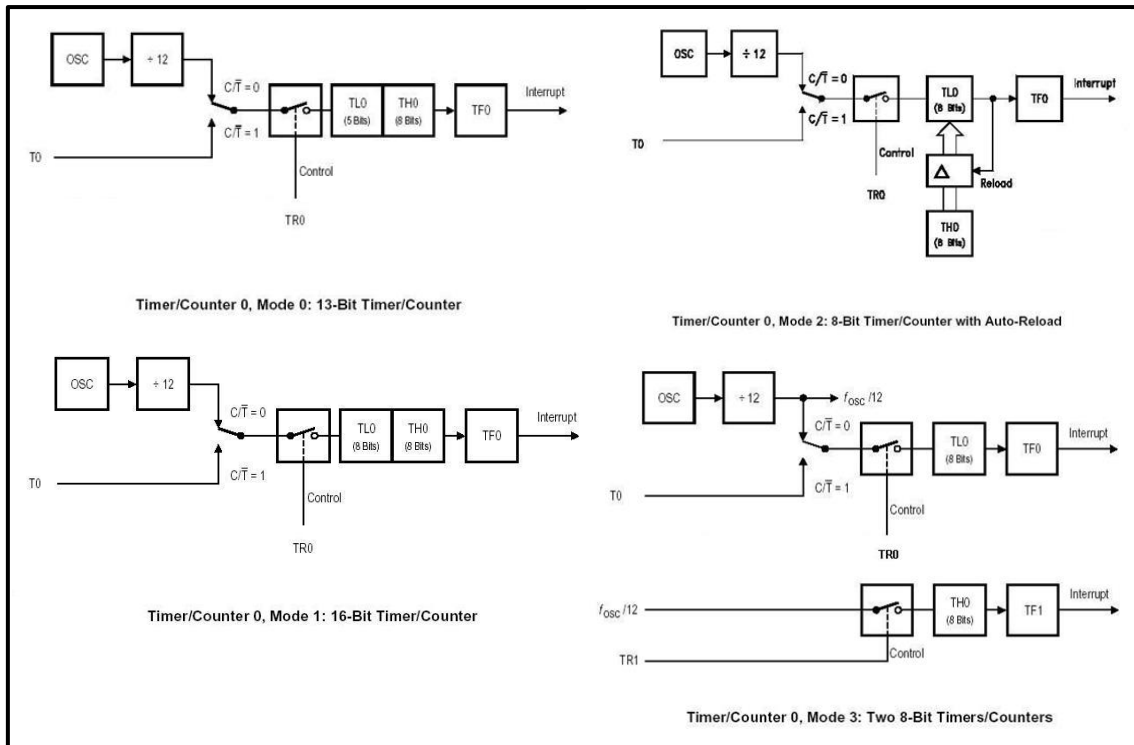 OSC
÷ 12
C/T̅ = 0
C/T̅ = 1
T0
TL0
(5 Bits)
TH0
(8 Bits)
TF0
Interrupt
Control
TR0
Timer/Counter 0, Mode 0: 13-Bit Timer/Counter
OSC
÷ 12
C/T̅ = 0
C/T̅ = 1
T0
TL0
(8 Bits)
TH0
(8 Bits)
TF0
Interrupt
Control
TR0
Timer/Counter 0, Mode 1: 16-Bit Timer/Counter
OSC
÷ 12
C/T̅ = 0
C/T̅ = 1
T0
TL0
(8 Bits)
TF0
Interrupt
Control
TR0
Reload
TH0
(8 Bits)
Timer/Counter 0, Mode 2: 8-Bit Timer/Counter with Auto-Reload
OSC
÷ 12
fOSC /12
C/T̅ = 0
C/T̅ = 1
T0
TL0
(8 Bits)
TF0
Interrupt
Control
TR0
fOSC /12
TR1
TH0
(8 Bits)
TF1
Interrupt
Control
Timer/Counter 0, Mode 3: Two 8-Bit Timers/Counters